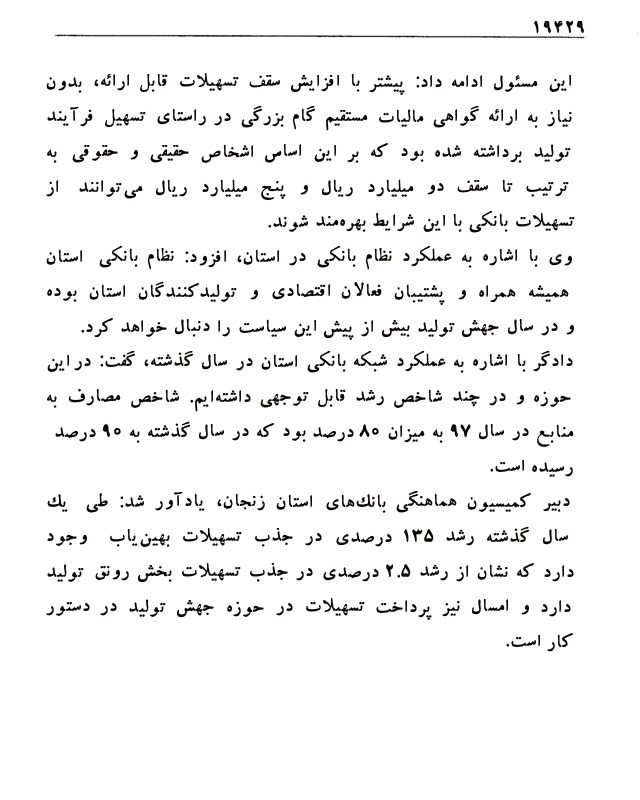 ۱۹۴۲۹
این مسئول ادامه داد: پیشتر با افزایش سقف تسهیلات قابل ارائه، بدون
نیاز به ارائه گواهی مالیات مستقیم گام بزرگی در راستای تسهیل فرآیند
تولید برداشته شده بود که بر این اساس اشخاص حقیقی و حقوقی به
ترتیب تا سقف دو میلیارد ریال و پنج میلیارد ریال می‌توانند از
تسهیلات بانکی با این شرایط بهره‌مند شوند.
وی با اشاره به عملکرد نظام بانکی در استان، افزود: نظام بانکی استان
همیشه همراه و پشتیبان فعالان اقتصادی و تولیدکنندگان استان بوده
و در سال جهش تولید بیش از پیش این سیاست را دنبال خواهد کرد.
دادگر با اشاره به عملکرد شبکه بانکی استان در سال گذشته، گفت: در این
حوزه و در چند شاخص رشد قابل توجهی داشته‌ایم. شاخص مصارف به
منابع در سال ۹۷ به میزان ۸۰ درصد بود که در سال گذشته به ۹۰ درصد
رسیده است.
دبیر کمیسیون هماهنگی بانک‌های استان زنجان، یادآور شد: طی یک
سال گذشته رشد ۱۳۵ درصدی در جذب تسهیلات بهین‌یاب وجود
دارد که نشان از رشد ۲.۵ درصدی در جذب تسهیلات بخش رونق تولید
دارد و امسال نیز پرداخت تسهیلات در حوزه جهش تولید در دستور
کار است.